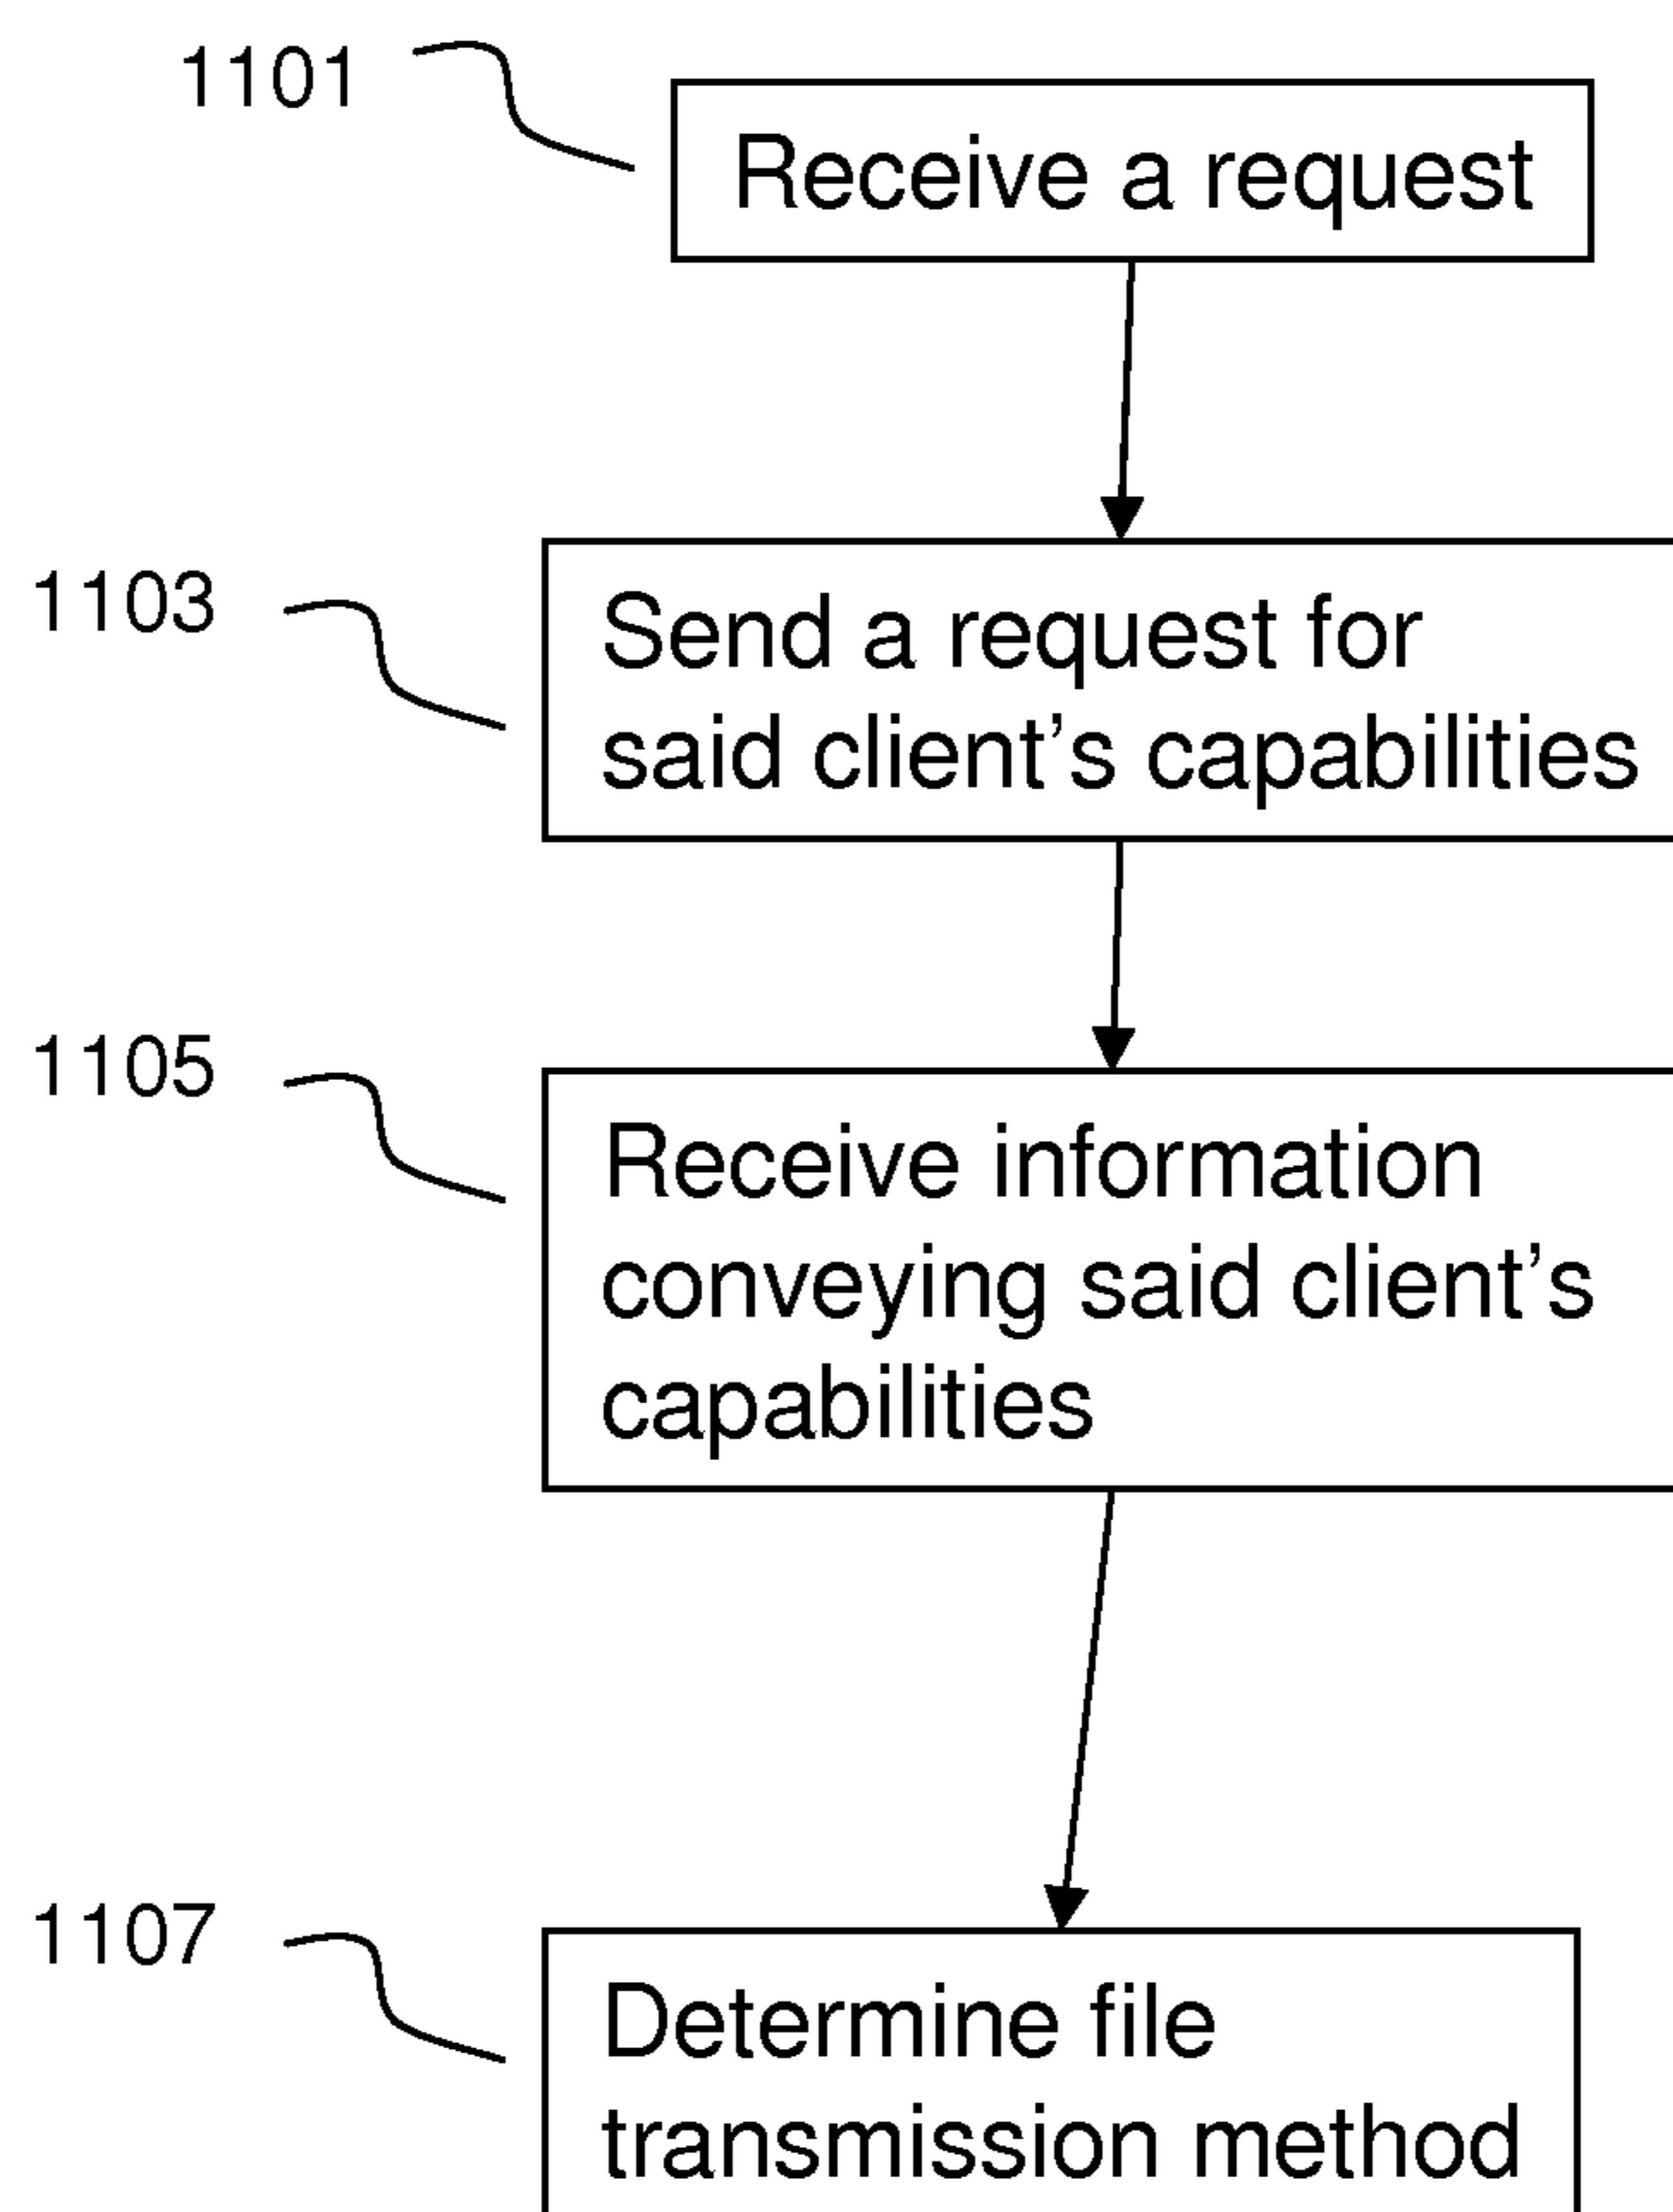 1101
Receive a request
1103
Send a request for
said client's capabilities
1105
Receive information
conveying said client's
capabilities
1107
Determine file
transmission method